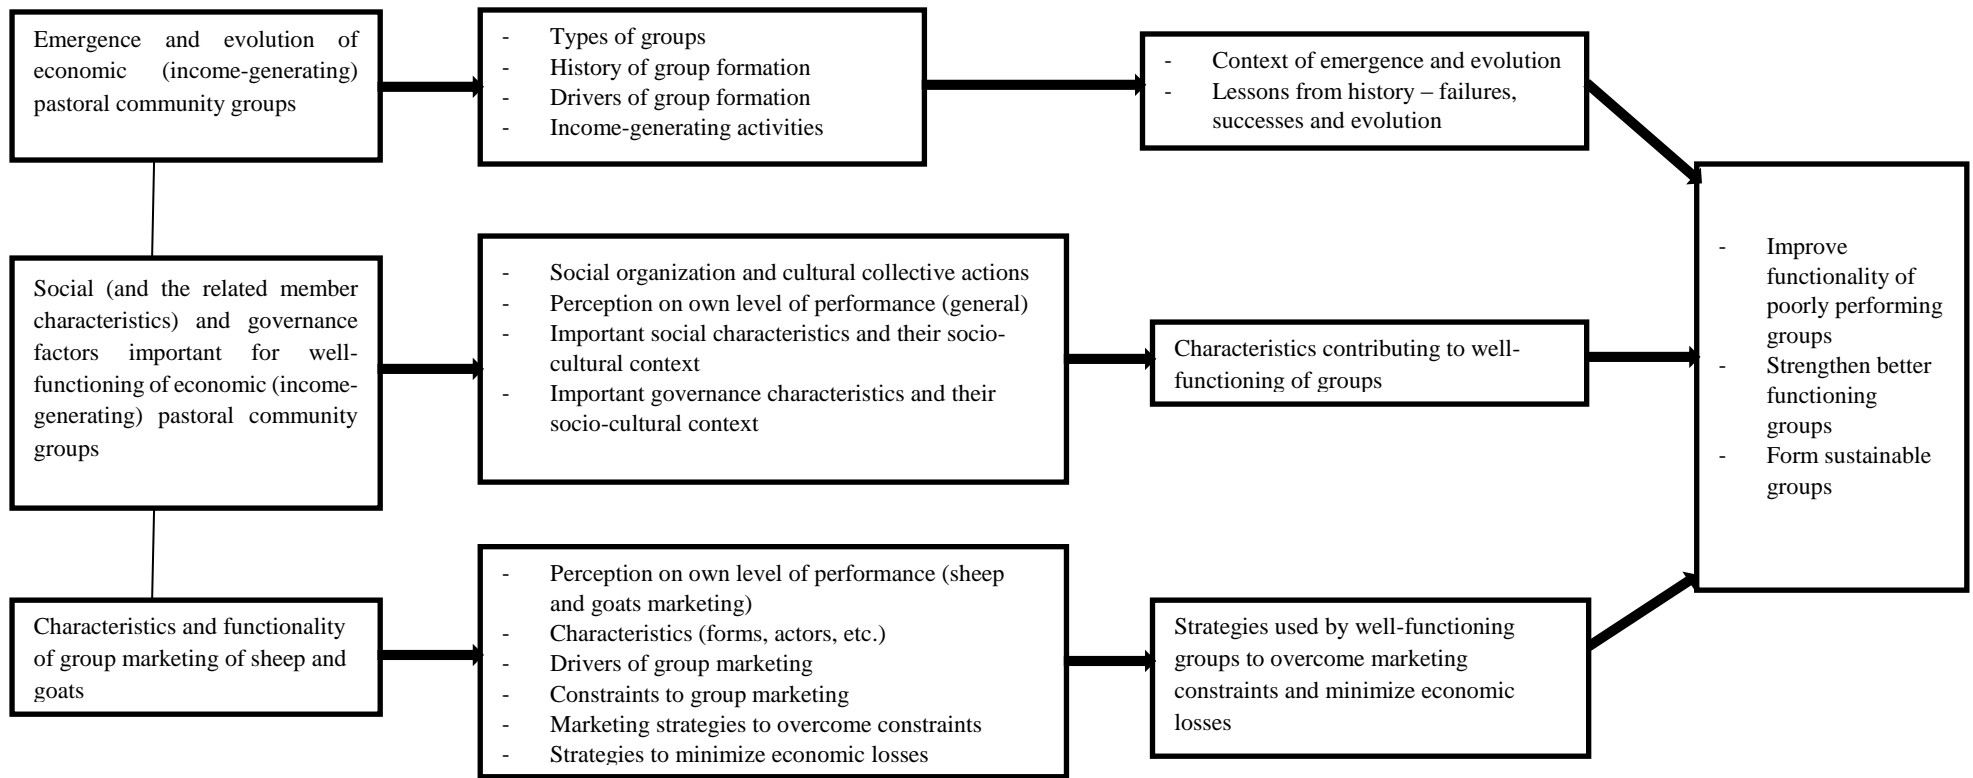 Emergence and evolution of
economic (income-generating)
pastoral community groups
- Types of groups
- History of group formation
- Drivers of group formation
- Income-generating activities
- Context of emergence and evolution
- Lessons from history – failures,
successes and evolution
Social (and the related member
characteristics) and governance
factors important for well-
functioning of economic (income-
generating) pastoral community
groups
- Social organization and cultural collective actions
- Perception on own level of performance (general)
- Important social characteristics and their socio-
cultural context
- Important governance characteristics and their
socio-cultural context
Characteristics contributing to well-
functioning of groups
Characteristics and functionality
of group marketing of sheep and
goats
- Perception on own level of performance (sheep
and goats marketing)
- Characteristics (forms, actors, etc.)
- Drivers of group marketing
- Constraints to group marketing
- Marketing strategies to overcome constraints
- Strategies to minimize economic losses
Strategies used by well-functioning
groups to overcome marketing
constraints and minimize economic
losses
- Improve
functionality of
poorly performing
groups
- Strengthen better
functioning
groups
- Form sustainable
groups